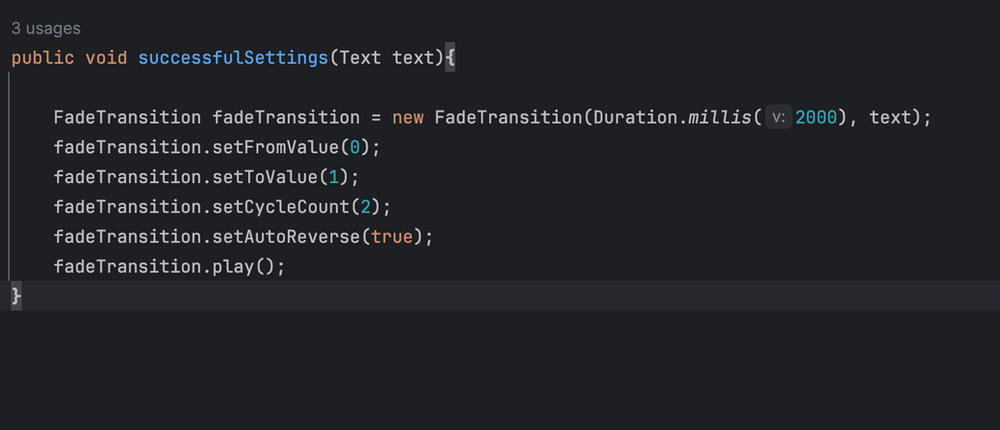 3 usages
public void successfulSettings(Text text){
FadeTransition fadeTransition = new FadeTransition(Duration.millis( v: 2000), text);
fadeTransition.setFromValue(0);
fadeTransition.setToValue(1);
fadeTransition.setCycleCount(2);
fadeTransition.setAutoReverse(true);
fadeTransition.play();
}